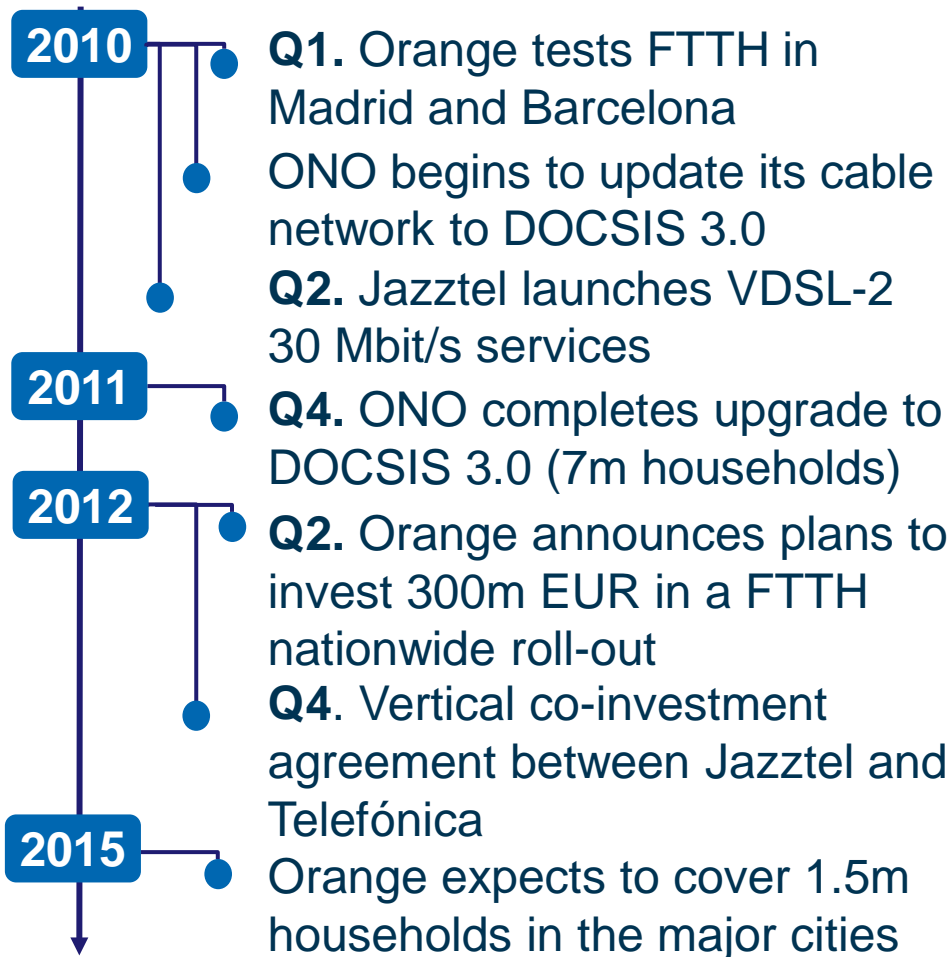 2010
Q1. Orange tests FTTH in
Madrid and Barcelona
ONO begins to update its cable
network to DOCSIS 3.0
Q2. Jazztel launches VDSL-2
30 Mbit/s services
2011
Q4. ONO completes upgrade to
DOCSIS 3.0 (7m households)
2012
Q2. Orange announces plans to
invest 300m EUR in a FTTH
nationwide roll-out
Q4. Vertical co-investment
agreement between Jazztel and
Telefónica
2015
Orange expects to cover 1.5m
households in the major cities